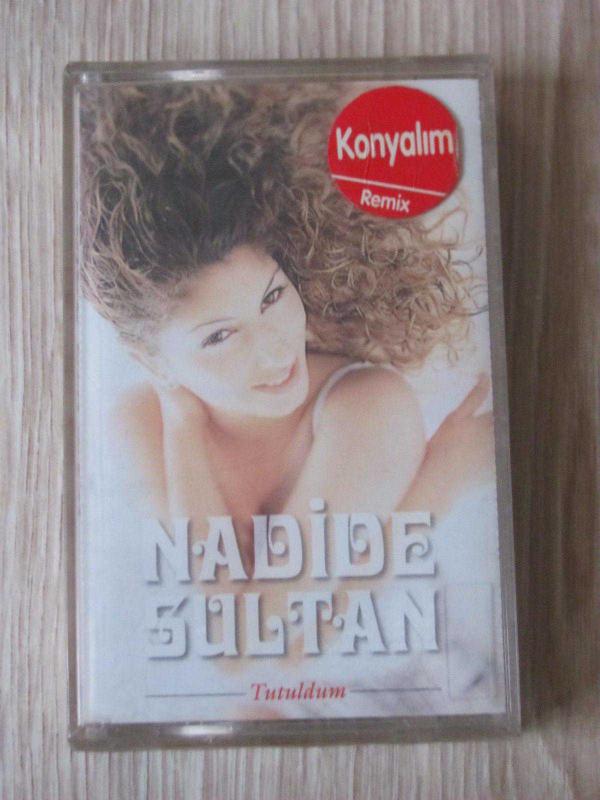 Konyalım
Remix
NADİDE
SULTAN
Tutuldum